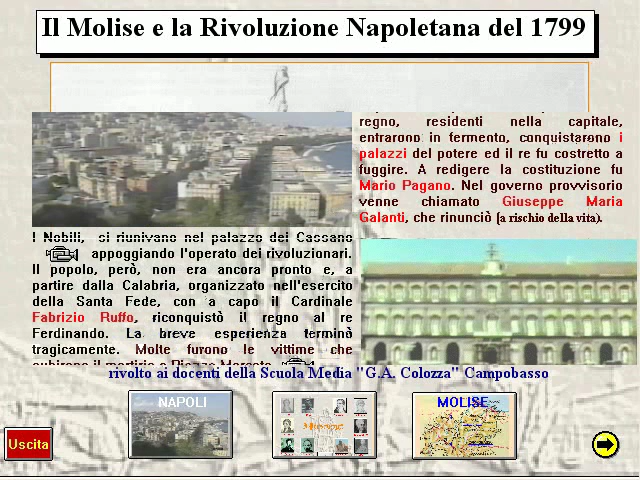 Il Molise e la Rivoluzione Napoletana del 1799
regno, residenti nella capitale,
entrarono in fermento, conquistarono i
palazzi del potere ed il re fu costretto a
fuggire. A redigere la costituzione fu
Mario Pagano. Nel governo provvisorio
venne chiamato Giuseppe Maria
Galanti, che rinunciò (a rischio della vita).
I Nobili, si riunivano nel palazzo dei Cassano
appoggiando l'operato dei rivoluzionari.
Il popolo, però, non era ancora pronto e, a
partire dalla Calabria, organizzato nell'esercito
della Santa Fede, con a capo il Cardinale
Fabrizio Ruffo, riconquistò il regno al re
Ferdinando. La breve esperienza terminò
tragicamente. Molte furono le vittime che
subirono il martirio a Piazza Mercato.
rivolto ai docenti della Scuola Media "G.A. Colozza" Campobasso
NAPOLI
MOLISE
Uscita